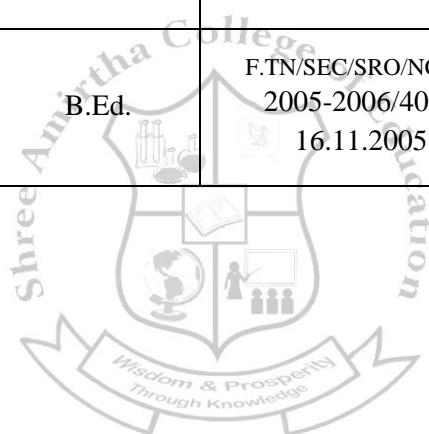 Shree Amirtha College of Education
B.Ed.
F.TN/SEC/SRO/NC
2005-2006/40
16.11.2005
Wisdom & Prosperity
Through Knowledge